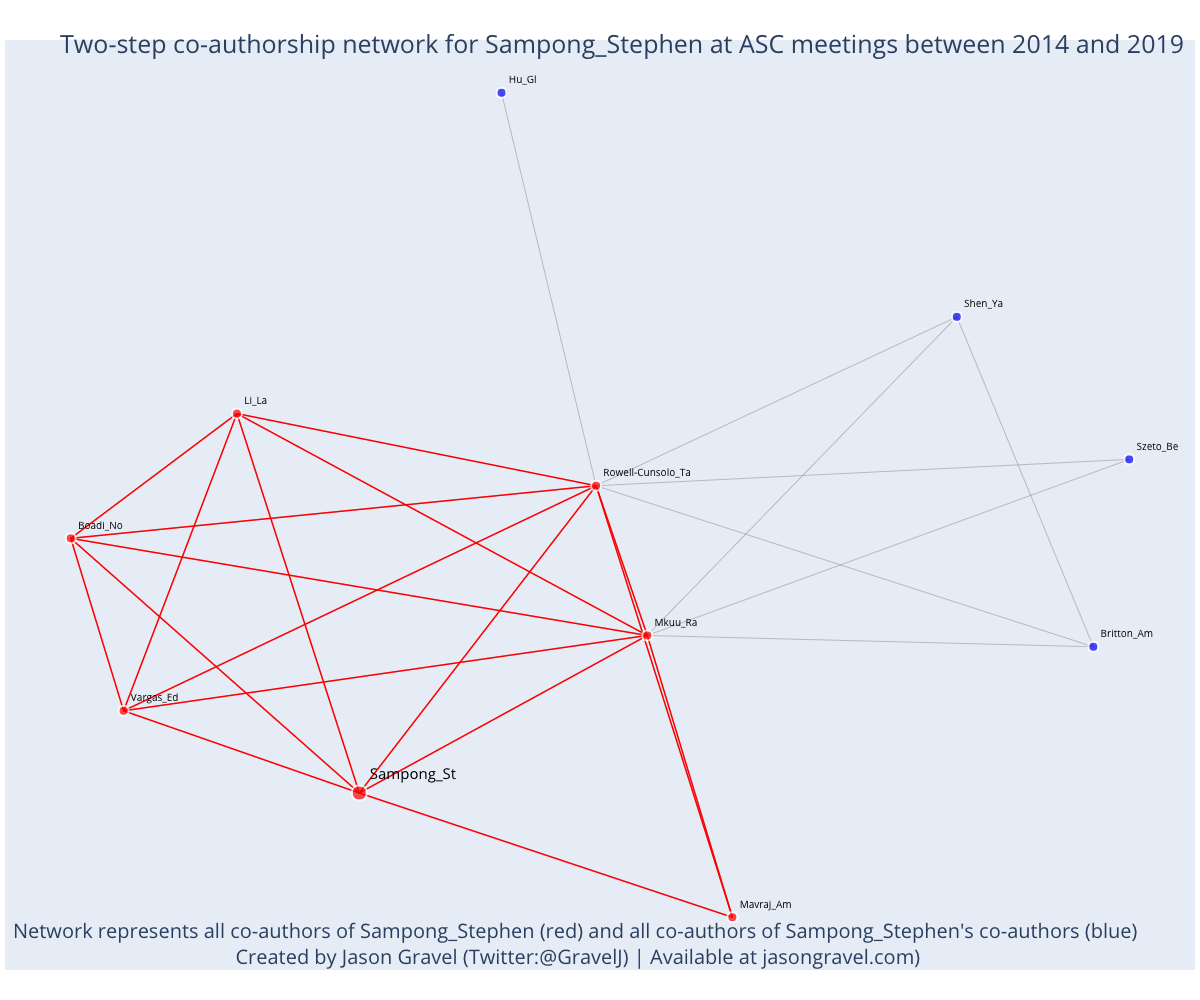 Two-step co-authorship network for Sampong_Stephen at ASC meetings between 2014 and 2019
Hu_Gl
Shen_Ya
Li_La
Szeto_Be
Rowell-Cunsolo_Ta
Boadi_No
Mkuu_Ra
Britton_Am
Vargas_Ed
Sampong_St
Mavraj_Am
Network represents all co-authors of Sampong_Stephen (red) and all co-authors of Sampong_Stephen's co-authors (blue)
Created by Jason Gravel (Twitter:@GravelJ) | Available at jasongravel.com)